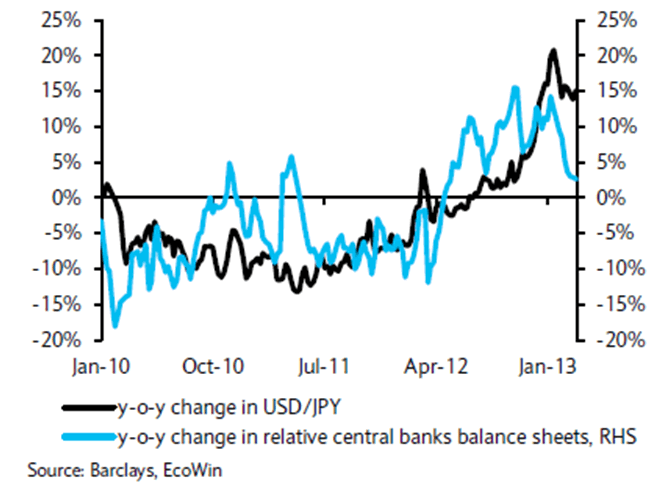 25% 25%
20% 20%
15% 15%
10% 10%
5% 5%
0% 0%
-5% -5%
-10% -10%
-15% -15%
-20% -20%
Jan-10 Oct-10 Jul-11 Apr-12 Jan-13
y-o-y change in USD/JPY
y-o-y change in relative central banks balance sheets, RHS
Source: Barclays, EcoWin